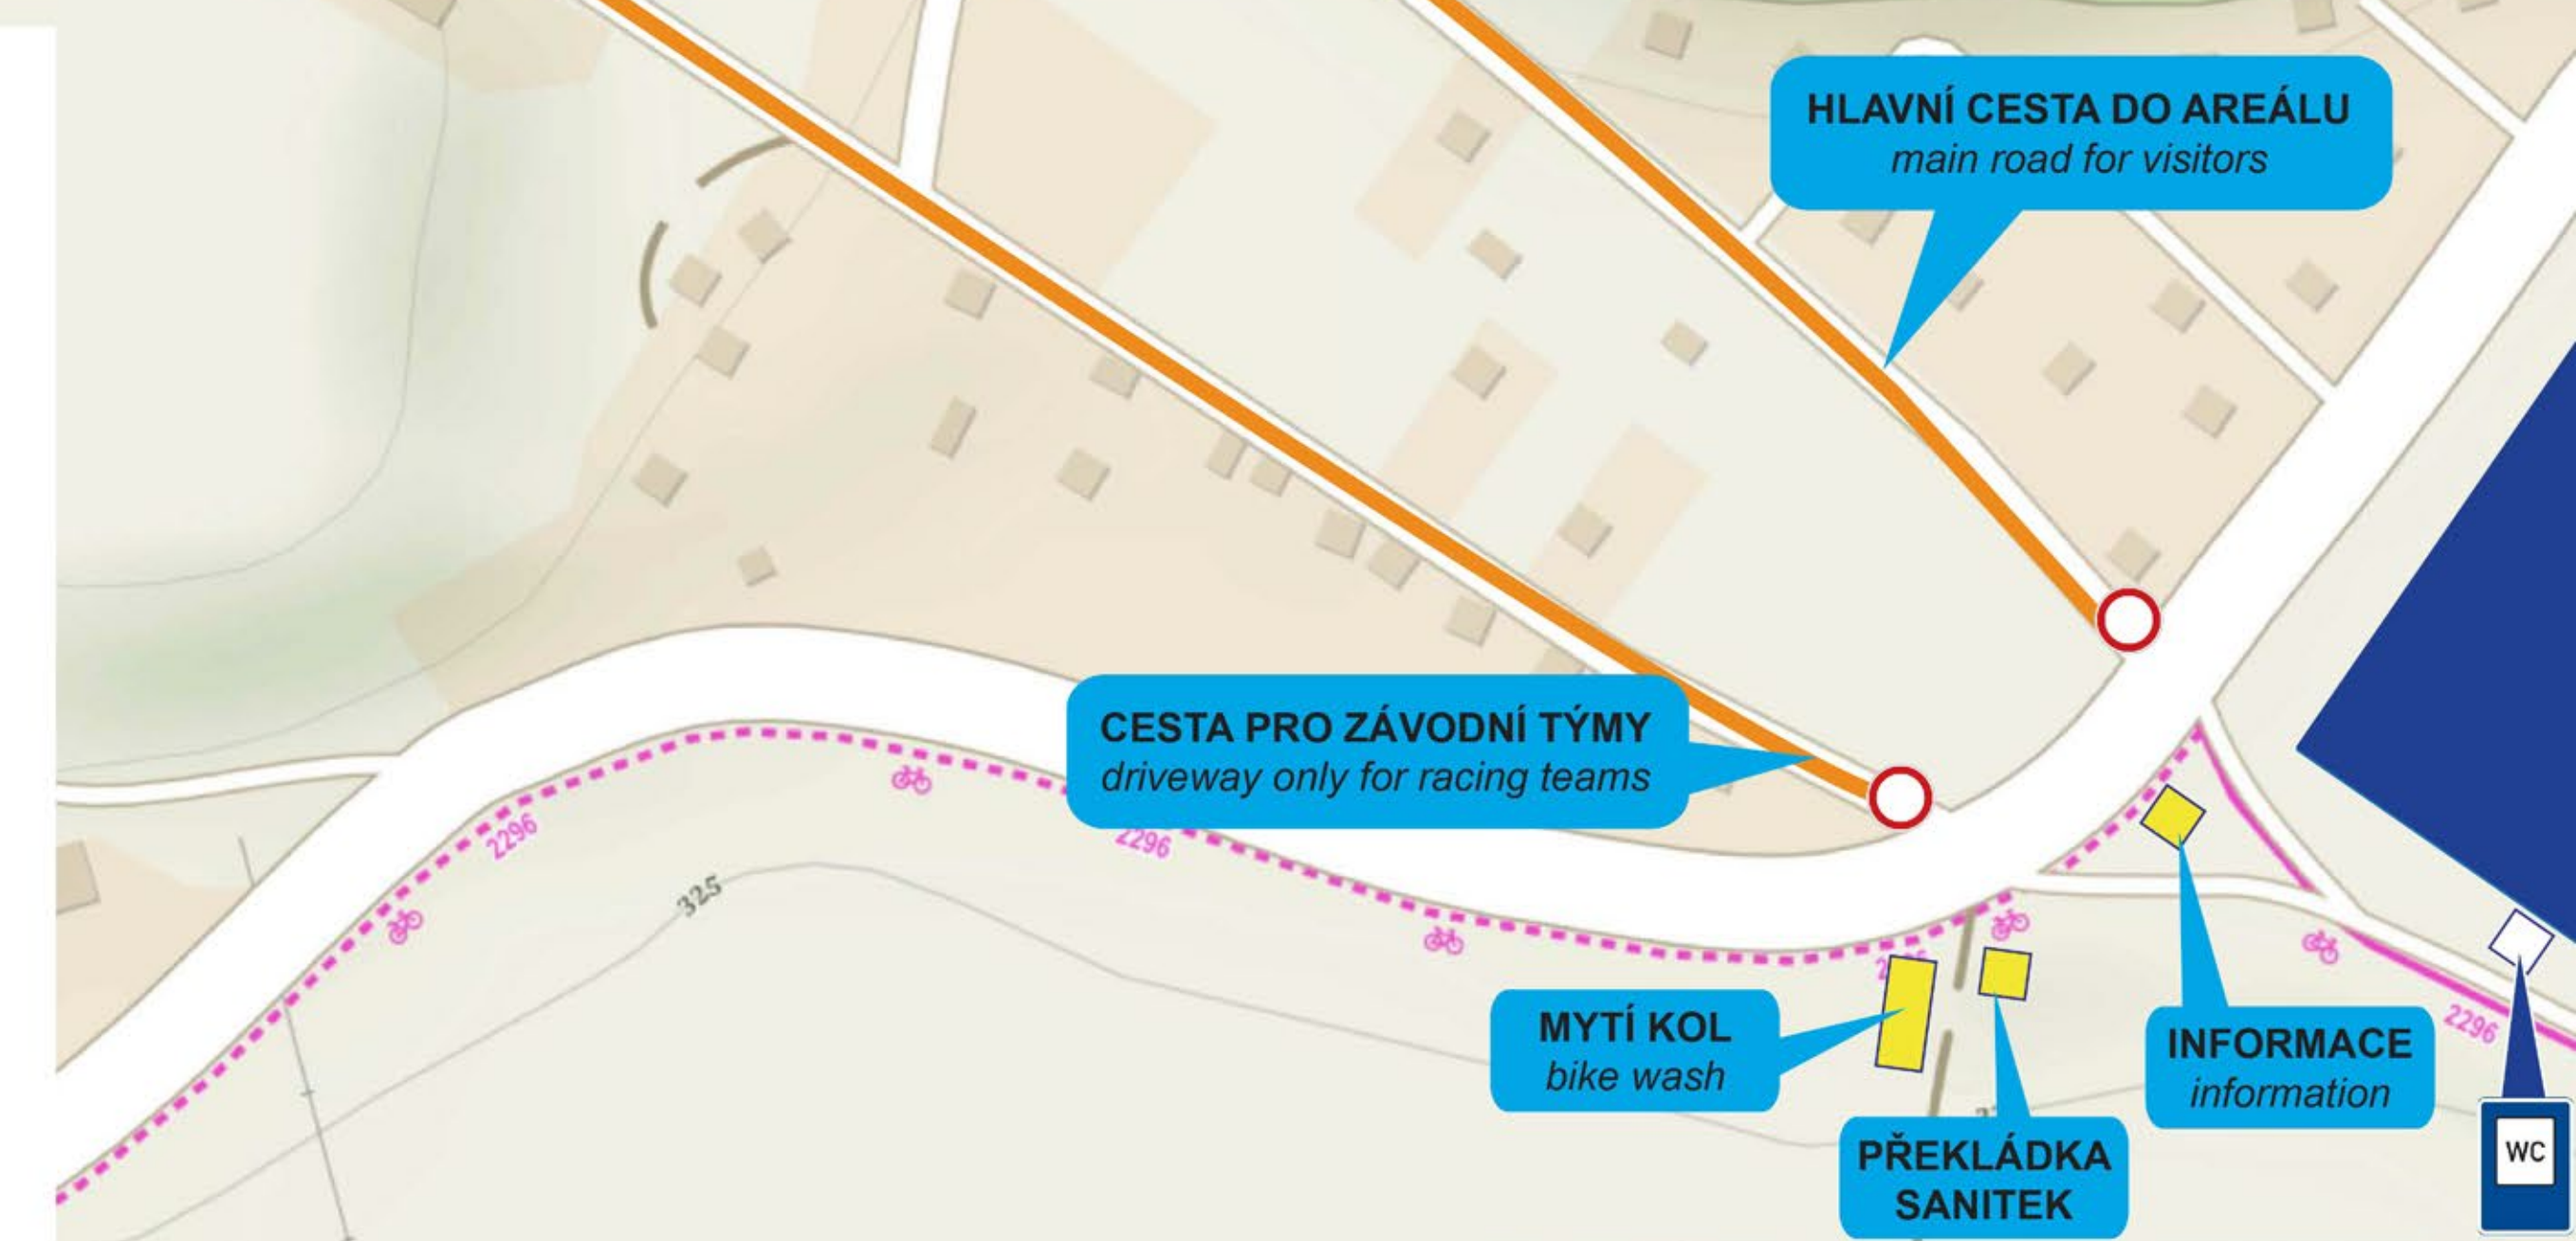 HLAVNÍ CESTA DO AREÁLU
main road for visitors
CESTA PRO ZÁVODNÍ TÝMY
driveway only for racing teams
2296
2296
325
MYTÍ KOL
bike wash
PŘEKLÁDKA
SANITEK
INFORMACE
information
2296
WC